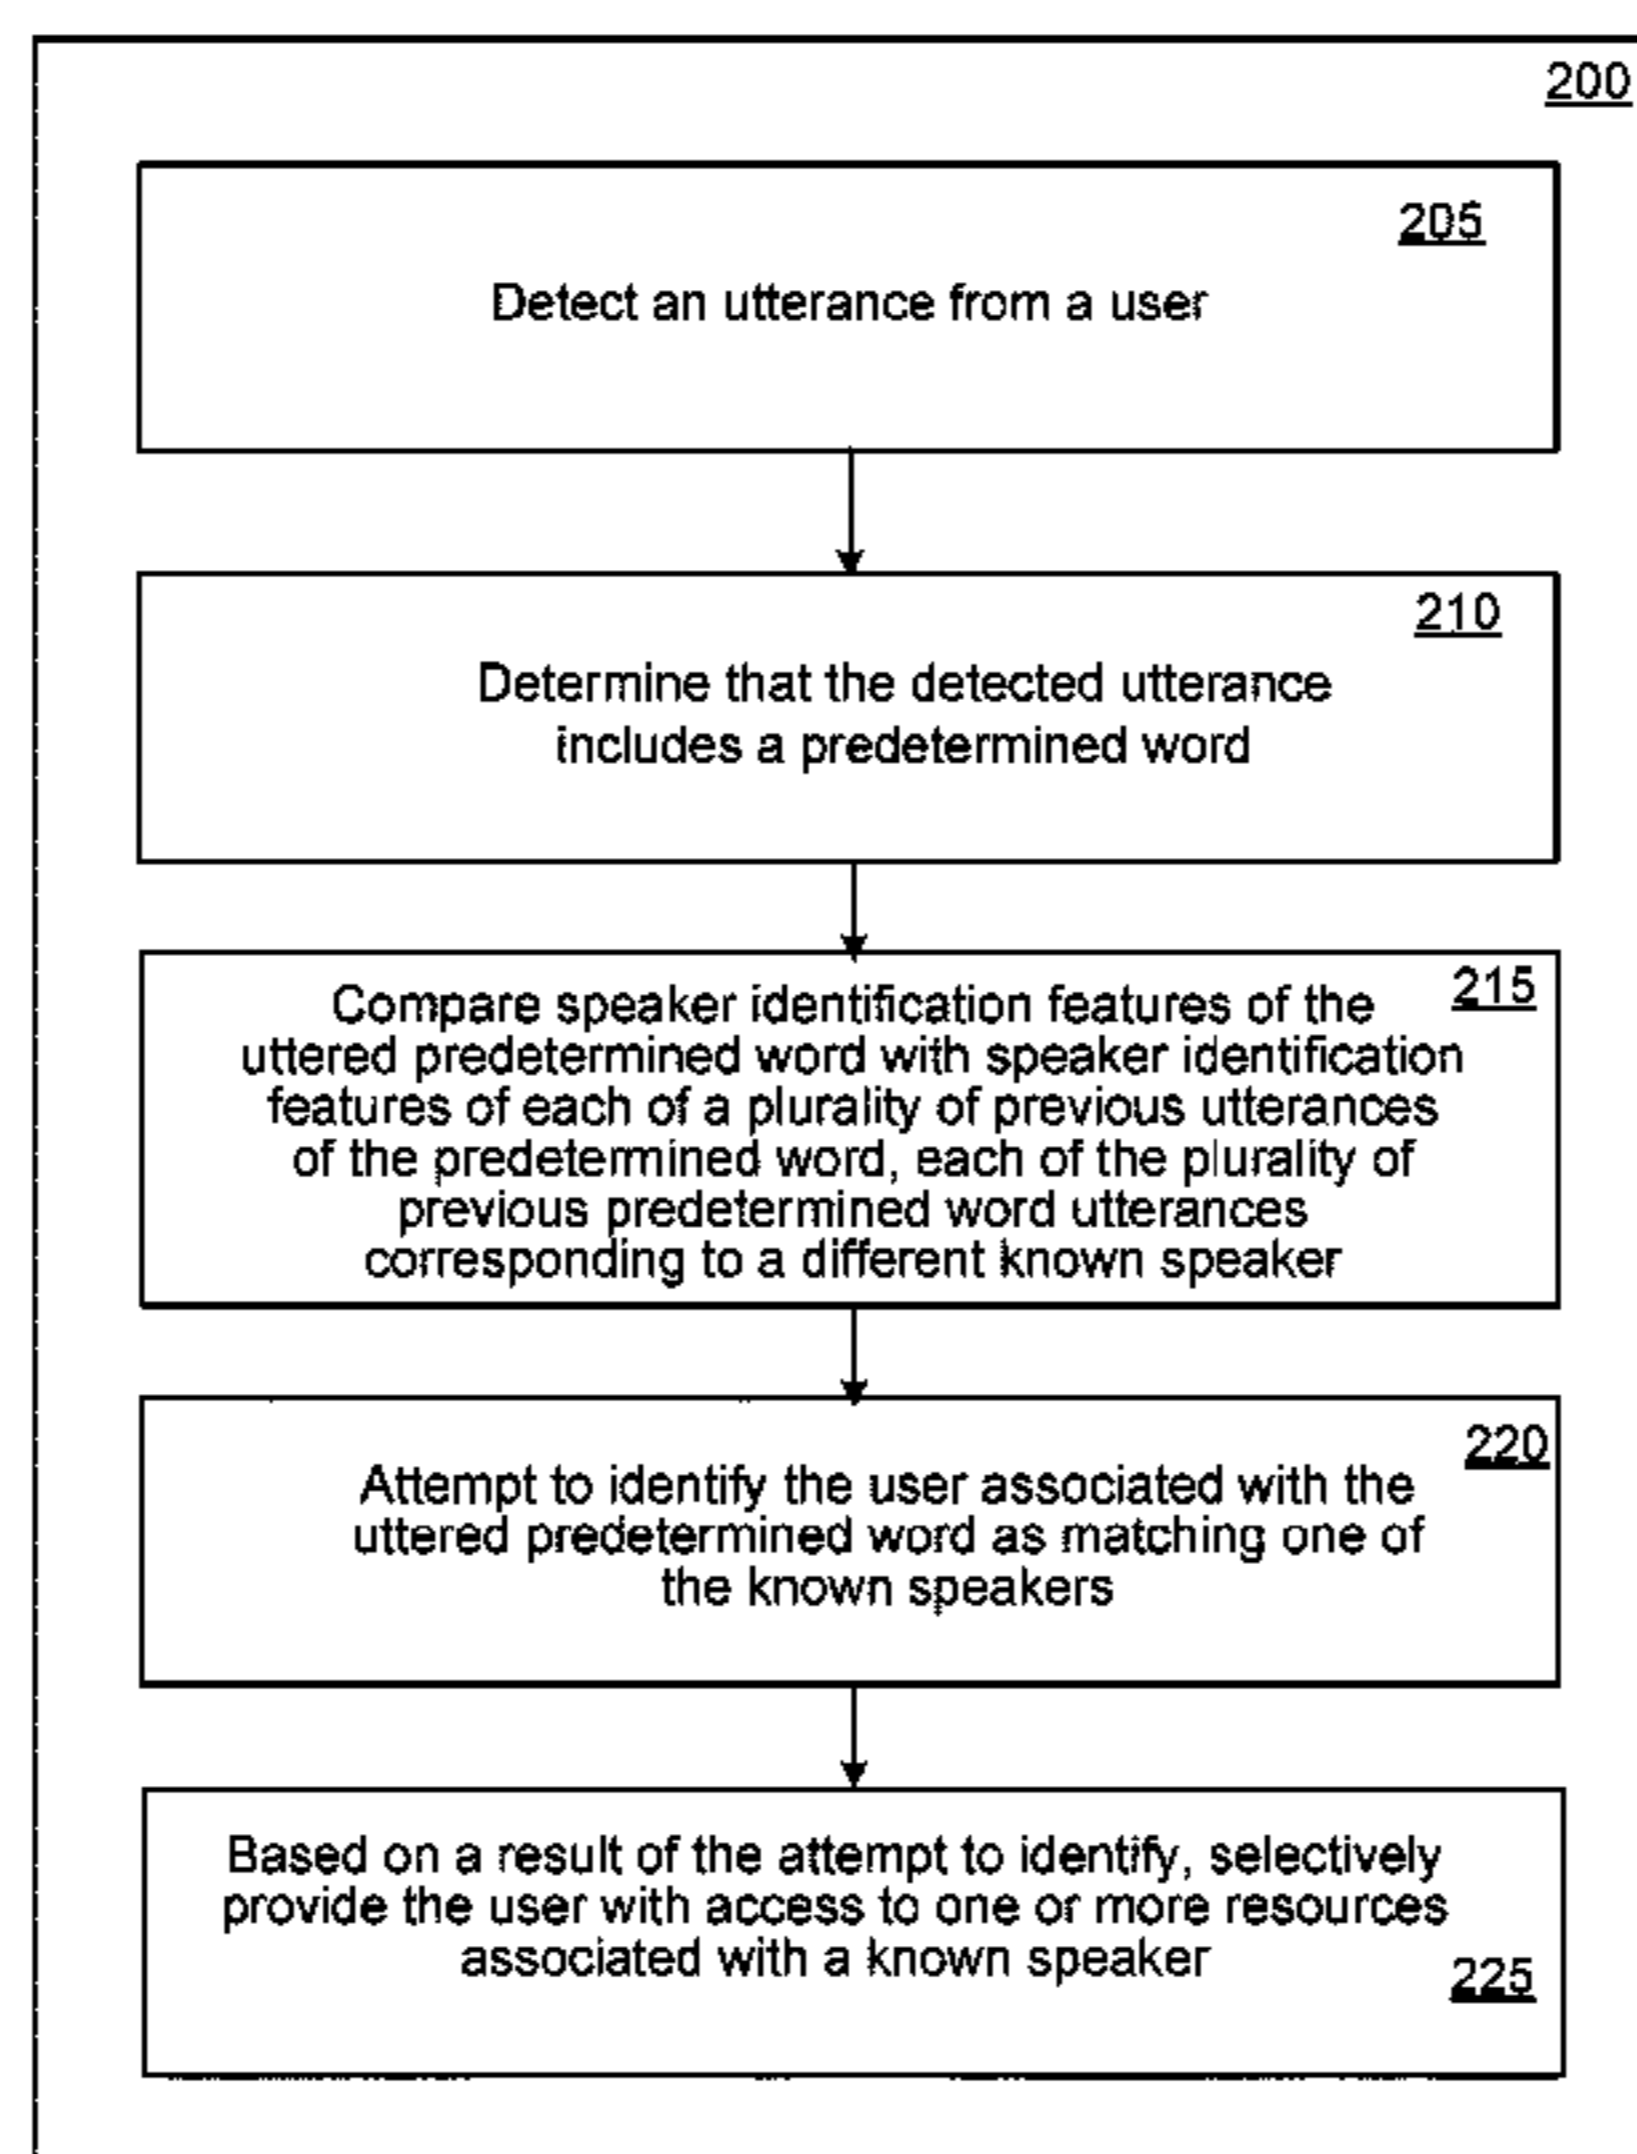 200
205
Detect an utterance from a user
210
Determine that the detected utterance
includes a predetermined word
215
Compare speaker identification features of the
uttered predetermined word with speaker identification
features of each of a plurality of previous utterances
of the predetermined word, each of the plurality of
previous predetermined word utterances
corresponding to a different known speaker
220
Attempt to identify the user associated with the
uttered predetermined word as matching one of
the known speakers
Based on a result of the attempt to identify, selectively
provide the user with access to one or more resources
associated with a known speaker
225